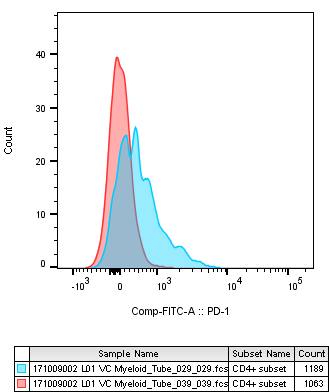 40
30
20
10
0
Count
-10³ 0 10³ 10⁴ 10⁵
Comp-FITC-A :: PD-1
Sample Name Subset Name Count
171009002 L01 VC Myeloid_Tube_029_029.fcs CD4+ subset 1189
171009002 L01 VC Myeloid_Tube_039_039.fcs CD4+ subset 1063